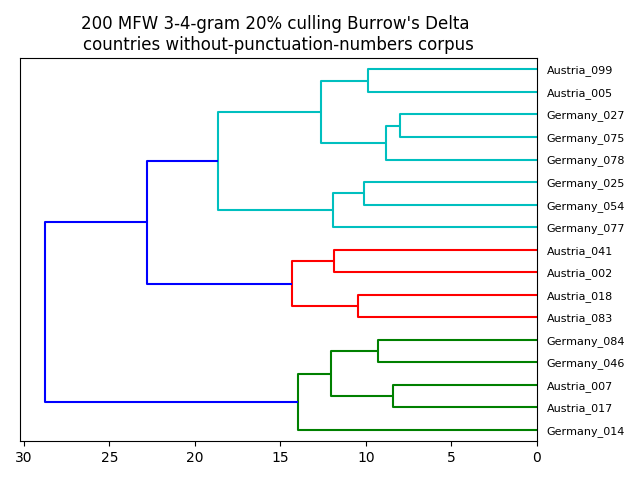 200 MFW 3-4-gram 20% culling Burrow's Delta
countries without-punctuation-numbers corpus
Austria_099
Austria_005
Germany_027
Germany_075
Germany_078
Germany_025
Germany_054
Germany_077
Austria_041
Austria_002
Austria_018
Austria_083
Germany_084
Germany_046
Austria_007
Austria_017
Germany_014
30 25 20 15 10 5 0